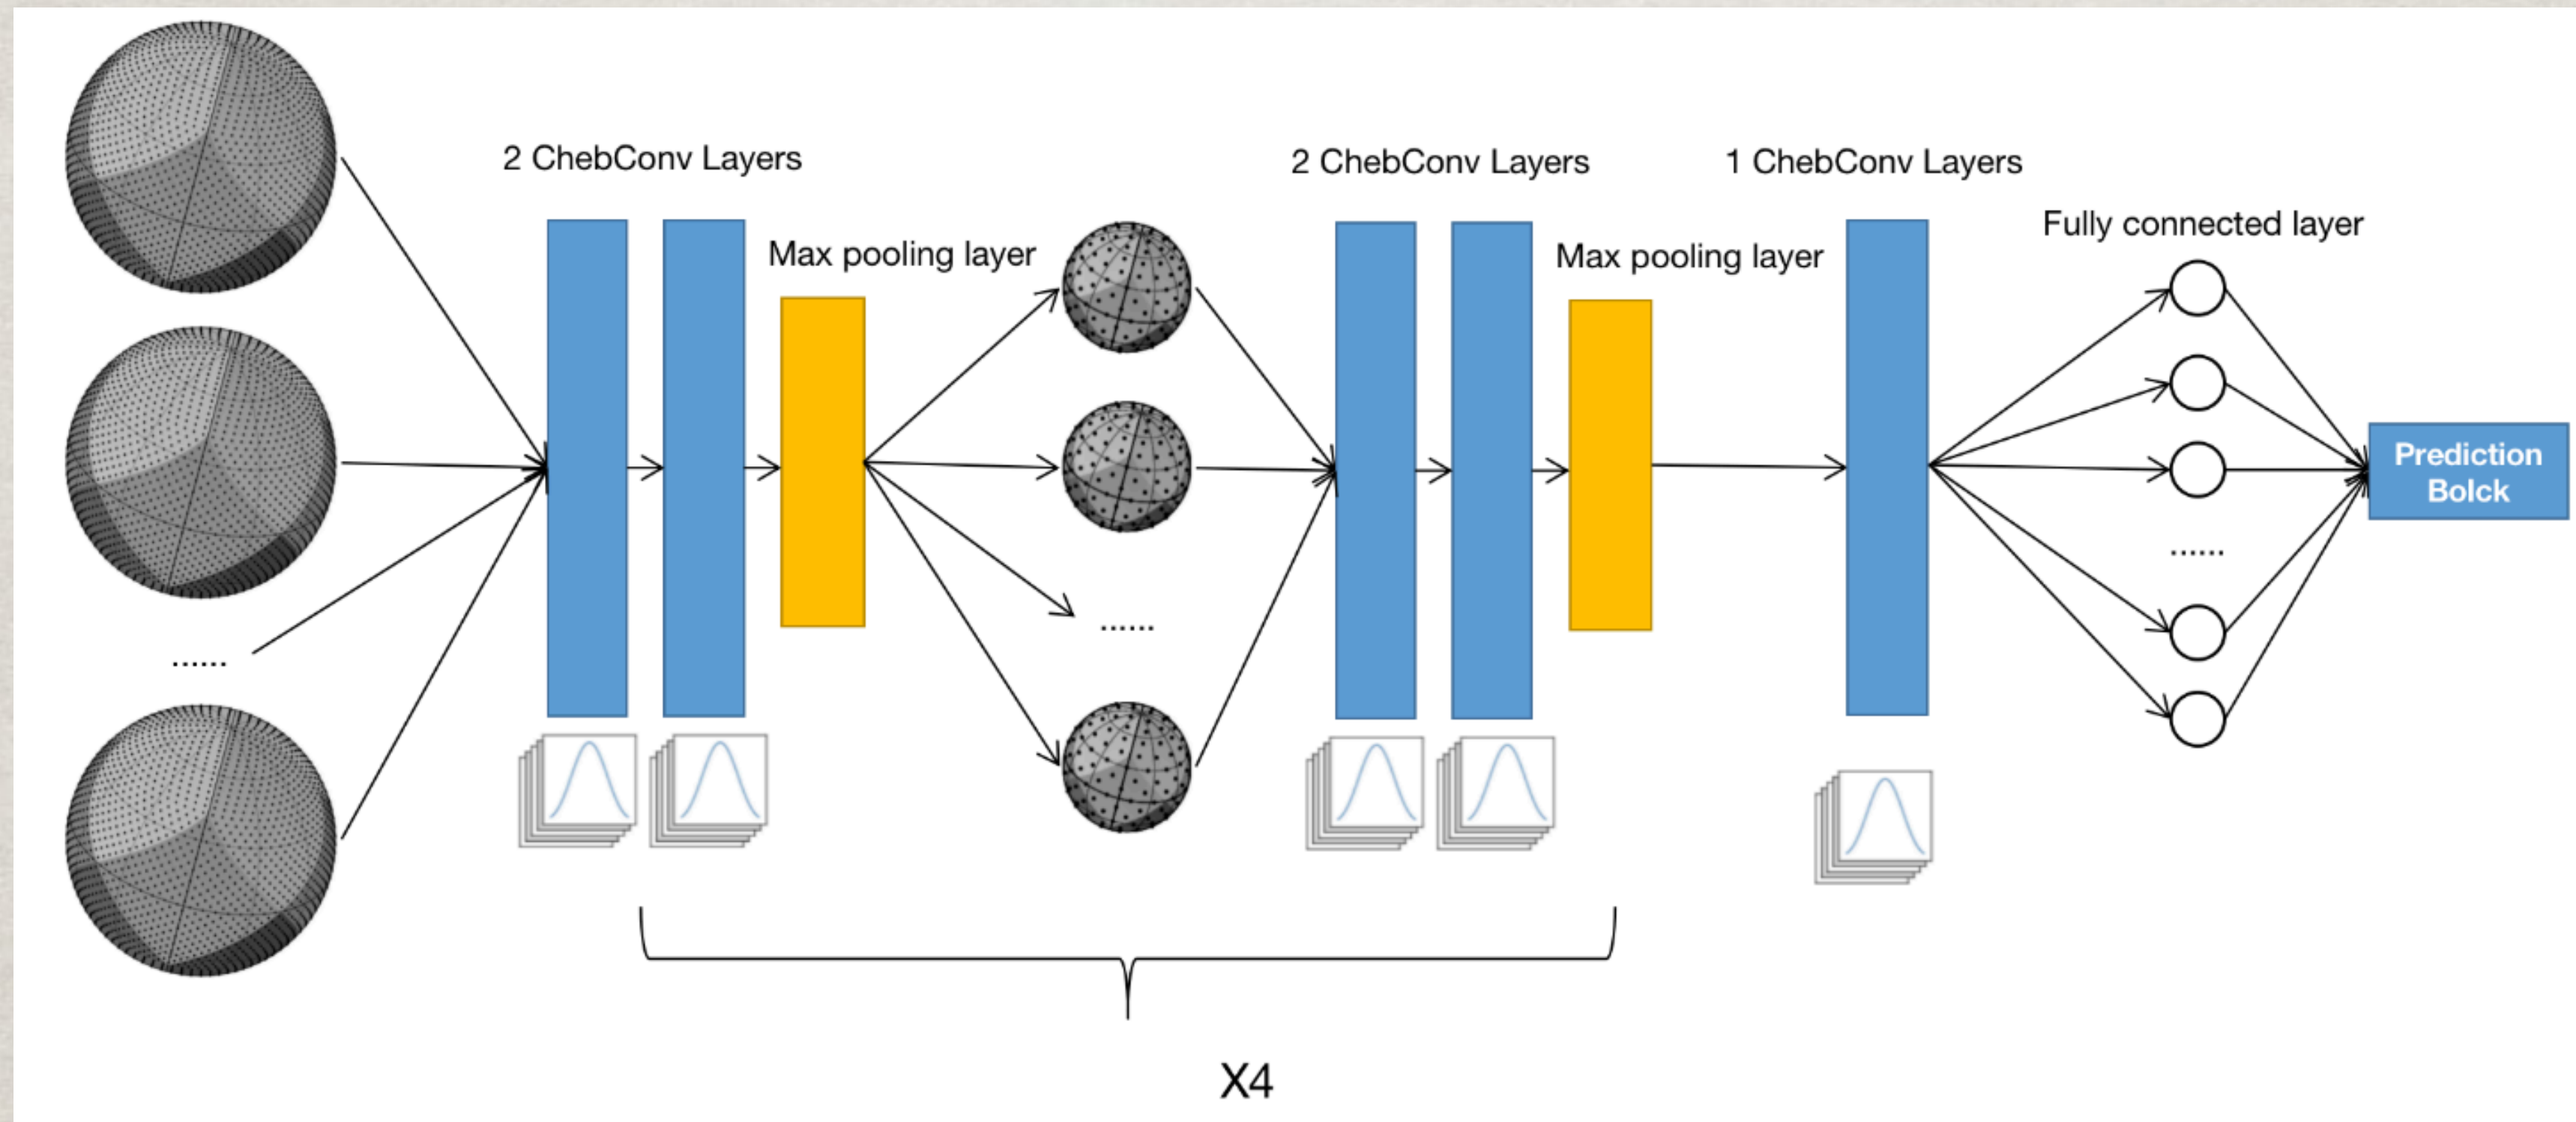 2 ChebConv Layers
Max pooling layer
2 ChebConv Layers
Max pooling layer
1 ChebConv Layers
Fully connected layer
......
......
......
Prediction
Bolck
X4